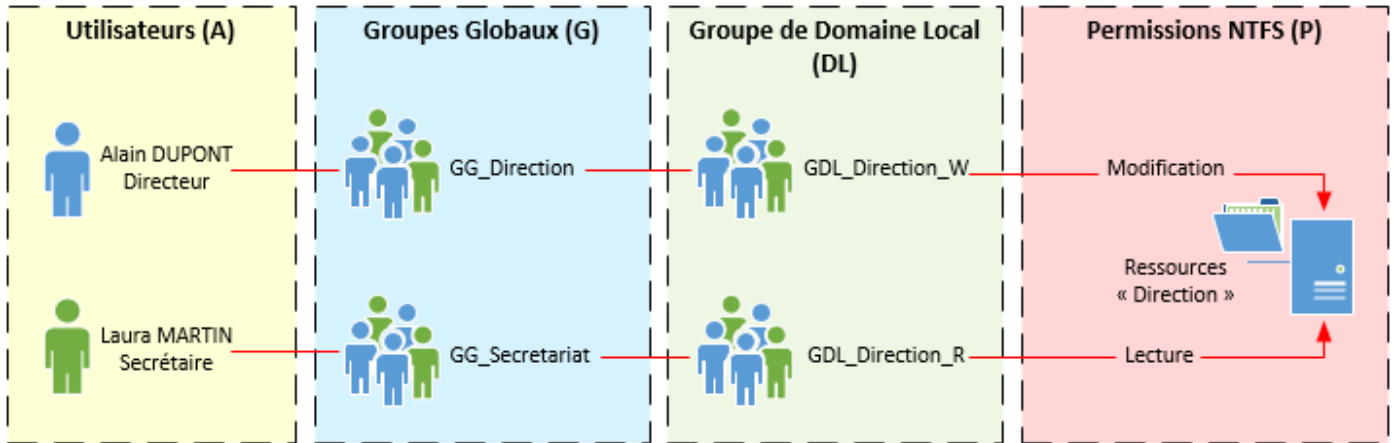 Utilisateurs (A)
Groupes Globaux (G)
Groupe de Domaine Local
(DL)
Permissions NTFS (P)
Alain DUPONT
Directeur
GG_Direction
GDL_Direction_W
Modification
Ressources
« Direction »
Laura MARTIN
Secrétaire
GG_Secretariat
GDL_Direction_R
Lecture